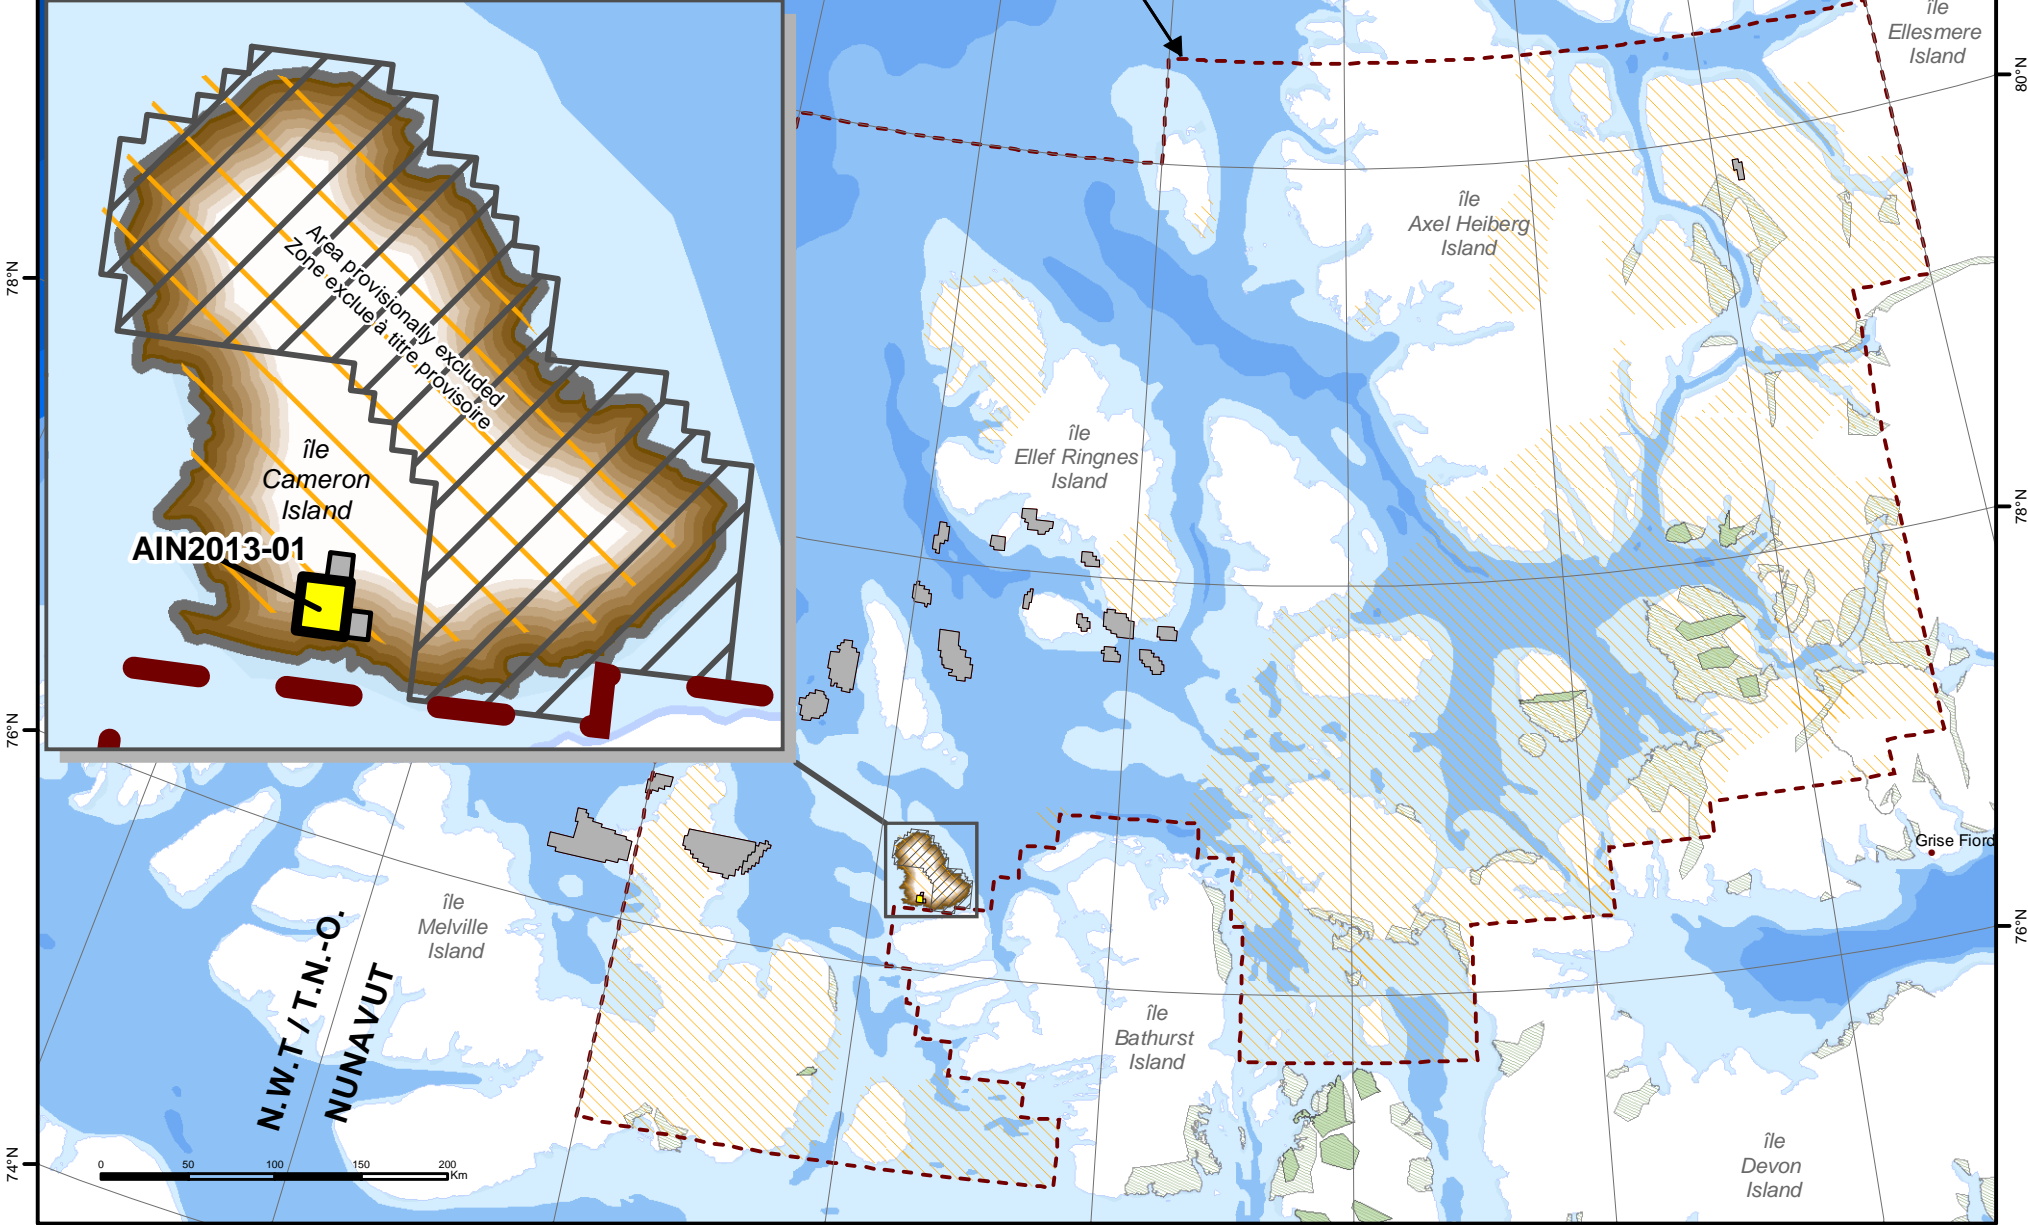 île
Ellesmere
Island
80°N
Area provisionally excluded
Zone exclue à titre provisoire
île
Axel Heiberg
Island
78°N
île
Ellef Ringnes
Island
île
Cameron
Island
78°N
AIN2013-01
76°N
Grise Fiord
île
Melville
Island
76°N
N.W.T / T.N.-O.
NUNAVUT
île
Bathurst
Island
île
Devon
Island
74°N
0 50 100 150 200
Km